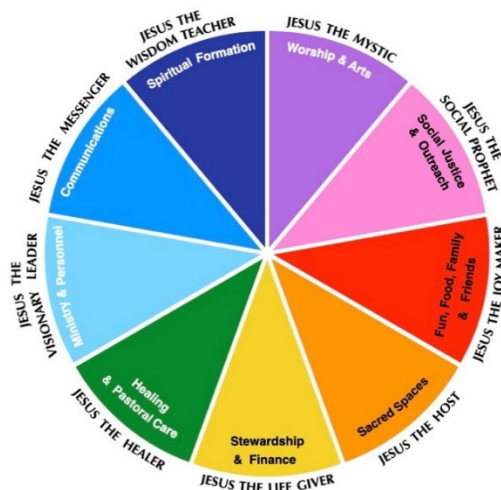 JESUS THE MYSTIC
Worship & Arts
JESUS THE
SOCIAL PROPHET
Social Justice
& Outreach
JESUS THE JOY MAKER
Fun, Food, Family
& Friends
JESUS THE HOST
Sacred Spaces
JESUS THE LIFE GIVER
Stewardship
& Finance
JESUS THE HEALER
Healing
& Pastoral Care
JESUS THE
VISIONARY LEADER
Ministry & Personnel
JESUS THE MESSENGER
Communications
JESUS THE
WISDOM TEACHER
Spiritual Formation